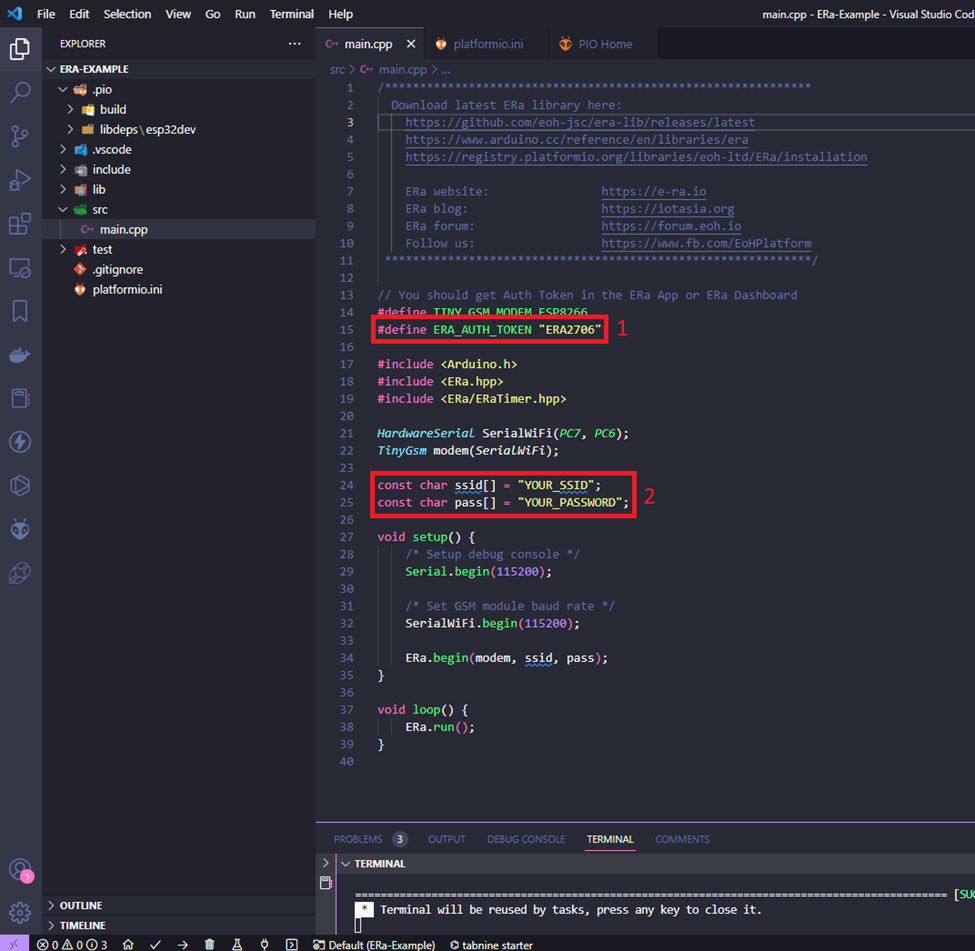 File Edit Selection View Go Run Terminal Help
main.cpp - ERa-Example - Visual Studio Cod
EXPLORER ...
ERA-EXAMPLE
.pio
build
libdeps\esp32dev
.vscode
include
lib
src
main.cpp
test
.gitignore
platformio.ini
OUTLINE
TIMELINE
main.cpp platformio.ini PIO Home
src > main.cpp > ...
1 /*************************************************************
2 Download latest ERa library here:
3 https://github.com/eoh-jsc/era-lib/releases/latest
4 https://www.arduino.cc/reference/en/libraries/era
5 https://registry.platformio.org/libraries/eoh-ltd/ERa/installation
6
7 ERa website: https://e-ra.io
8 ERa blog: https://iotasia.org
9 ERa forum: https://forum.eoh.io
10 Follow us: https://www.fb.com/EoHPlatform
11 *************************************************************/
12
13 // You should get Auth Token in the ERa App or ERa Dashboard
14 #define TINY_GSM_MODEM_ESP8266
15 #define ERA_AUTH_TOKEN "ERA2706" 1
16
17 #include <Arduino.h>
18 #include <ERa.hpp>
19 #include <ERa/ERaTimer.hpp>
20
21 HardwareSerial SerialWiFi(PC7, PC6);
22 TinyGsm modem(SerialWiFi);
23
24 const char ssid[] = "YOUR_SSID";
25 const char pass[] = "YOUR_PASSWORD"; 2
26
27 void setup() {
28 /* Setup debug console */
29 Serial.begin(115200);
30
31 /* Set GSM module baud rate */
32 SerialWiFi.begin(115200);
33
34 ERa.begin(modem, ssid, pass);
35 }
36
37 void loop() {
38 ERa.run();
39 }
40
PROBLEMS 3 OUTPUT DEBUG CONSOLE TERMINAL COMMENTS
TERMINAL
[SUC
* Terminal will be reused by tasks, press any key to close it.
1
0 0 3 Default (ERa-Example) tabnine starter